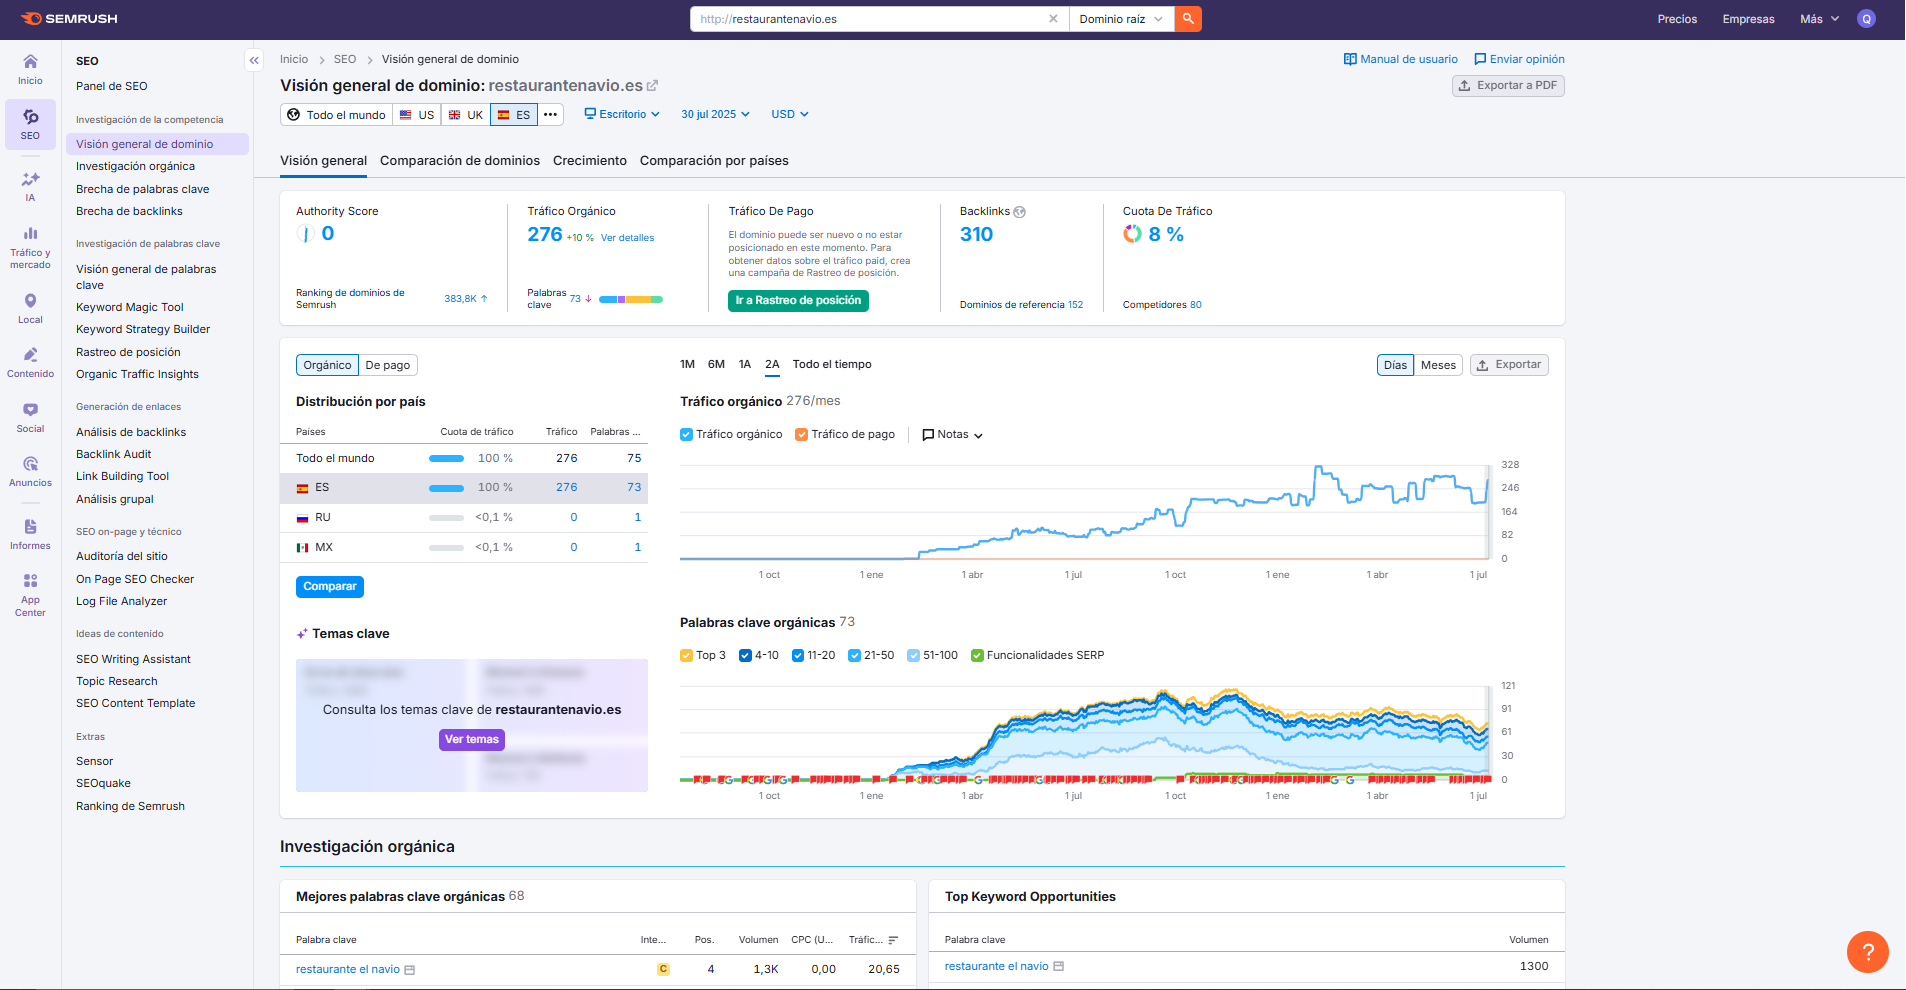 SEMRUSH
http://restaurantenavio.es
Dominio raíz
Precios
Empresas
Más
Q
Inicio
SEO
IA
Tráfico y mercado
Local
Contenido
Social
Anuncios
Informes
App Center
SEO
Panel de SEO
Investigación de la competencia
Visión general de dominio
Investigación orgánica
Brecha de palabras clave
Brecha de backlinks
Investigación de palabras clave
Visión general de palabras clave
Keyword Magic Tool
Keyword Strategy Builder
Rastreo de posición
Organic Traffic Insights
Generación de enlaces
Análisis de backlinks
Backlink Audit
Link Building Tool
Análisis grupal
SEO on-page y técnico
Auditoría del sitio
On Page SEO Checker
Log File Analyzer
Ideas de contenido
SEO Writing Assistant
Topic Research
SEO Content Template
Extras
Sensor
SEOquake
Ranking de Semrush
Inicio > SEO > Visión general de dominio
Manual de usuario
Enviar opinión
Visión general de dominio: restaurantenavio.es
Exportar a PDF
Todo el mundo US UK ES •••
Escritorio
30 jul 2025
USD
Visión general Comparación de dominios Crecimiento Comparación por países
Authority Score
0
Ranking de dominios de Semrush 383,8K ↑
Tráfico Orgánico
276 +10 % Ver detalles
Palabras clave 73 ↓
Tráfico De Pago
El dominio puede ser nuevo o no estar
posicionado en este momento. Para
obtener datos sobre el tráfico paid, crea
una campaña de Rastreo de posición.
Ir a Rastreo de posición
Backlinks
310
Dominios de referencia 152
Cuota De Tráfico
8 %
Competidores 80
Orgánico De pago
Distribución por país
Países Cuota de tráfico Tráfico Palabras ...
Todo el mundo 100 % 276 75
ES 100 % 276 73
RU <0,1 % 0 1
MX <0,1 % 0 1
Comparar
Temas clave
Consulta los temas clave de restaurantenavio.es
Ver temas
1M 6M 1A 2A Todo el tiempo
Días Meses
Exportar
Tráfico orgánico 276/mes
Tráfico orgánico Tráfico de pago Notas
328
246
164
82
0
1 oct 1 ene 1 abr 1 jul 1 oct 1 ene 1 abr 1 jul
Palabras clave orgánicas 73
Top 3 4-10 11-20 21-50 51-100 Funcionalidades SERP
121
91
61
30
0
1 oct 1 ene 1 abr 1 jul 1 oct 1 ene 1 abr 1 jul
Investigación orgánica
Mejores palabras clave orgánicas 68
Palabra clave Inte... Pos. Volumen CPC (U... Tráfic...
restaurante el navio C 4 1,3K 0,00 20,65
Top Keyword Opportunities
Palabra clave Volumen
restaurante el navio 1300
?